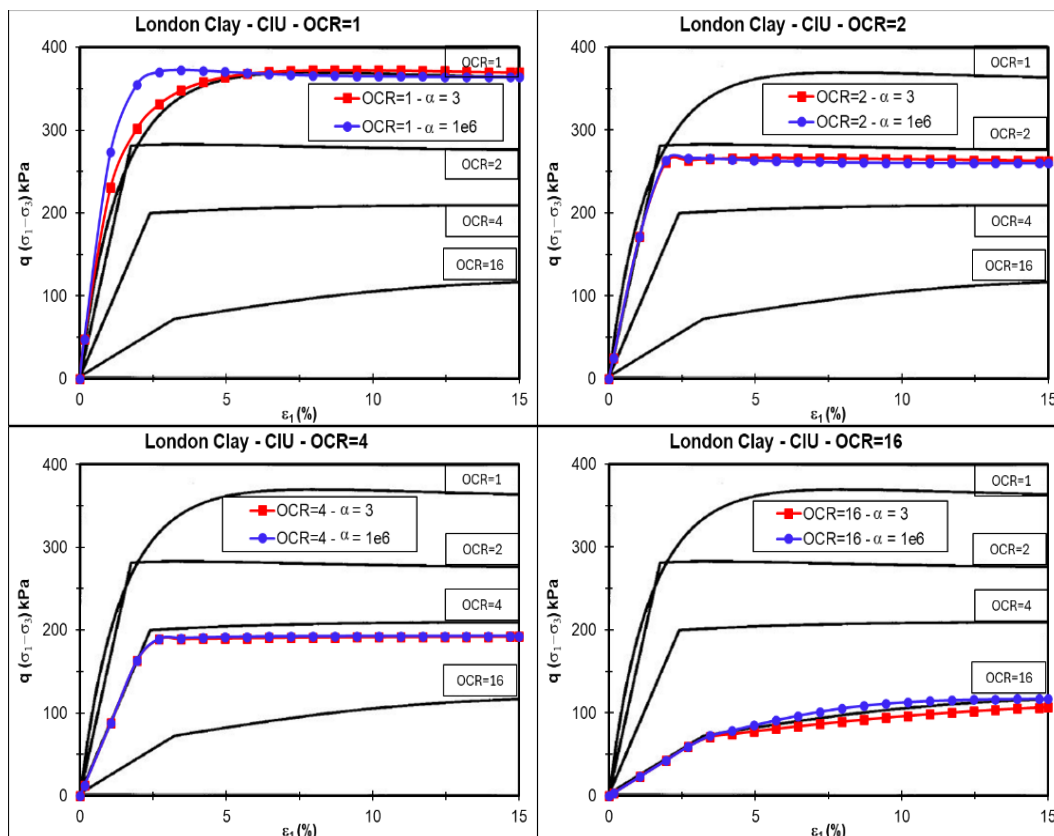 London Clay - CIU - OCR=1
400
300
200
100
0
q (σ₁−σ₃) kPa
OCR=1
OCR=1 - α = 3
OCR=1 - α = 1e6
OCR=2
OCR=4
OCR=16
0
5
10
15
ε₁(%)
London Clay - CIU - OCR=2
400
300
200
100
0
q (σ₁−σ₃) kPa
OCR=1
OCR=2 - α = 3
OCR=2 - α = 1e6
OCR=2
OCR=4
OCR=16
0
5
10
15
ε₁(%)
London Clay - CIU - OCR=4
400
300
200
100
0
q (σ₁−σ₃) kPa
OCR=1
OCR=4 - α = 3
OCR=4 - α = 1e6
OCR=2
OCR=4
OCR=16
0
5
10
15
ε₁(%)
London Clay - CIU - OCR=16
400
300
200
100
0
q (σ₁−σ₃) kPa
OCR=1
OCR=16 - α = 3
OCR=16 - α = 1e6
OCR=2
OCR=4
OCR=16
0
5
10
15
ε₁(%)